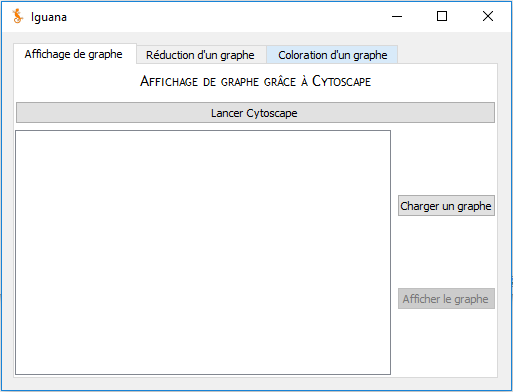 Iguana
Affichage de graphe
Réduction d'un graphe
Coloration d'un graphe
Affichage de graphe grâce à Cytoscape
Lancer Cytoscape
Charger un graphe
Afficher le graphe